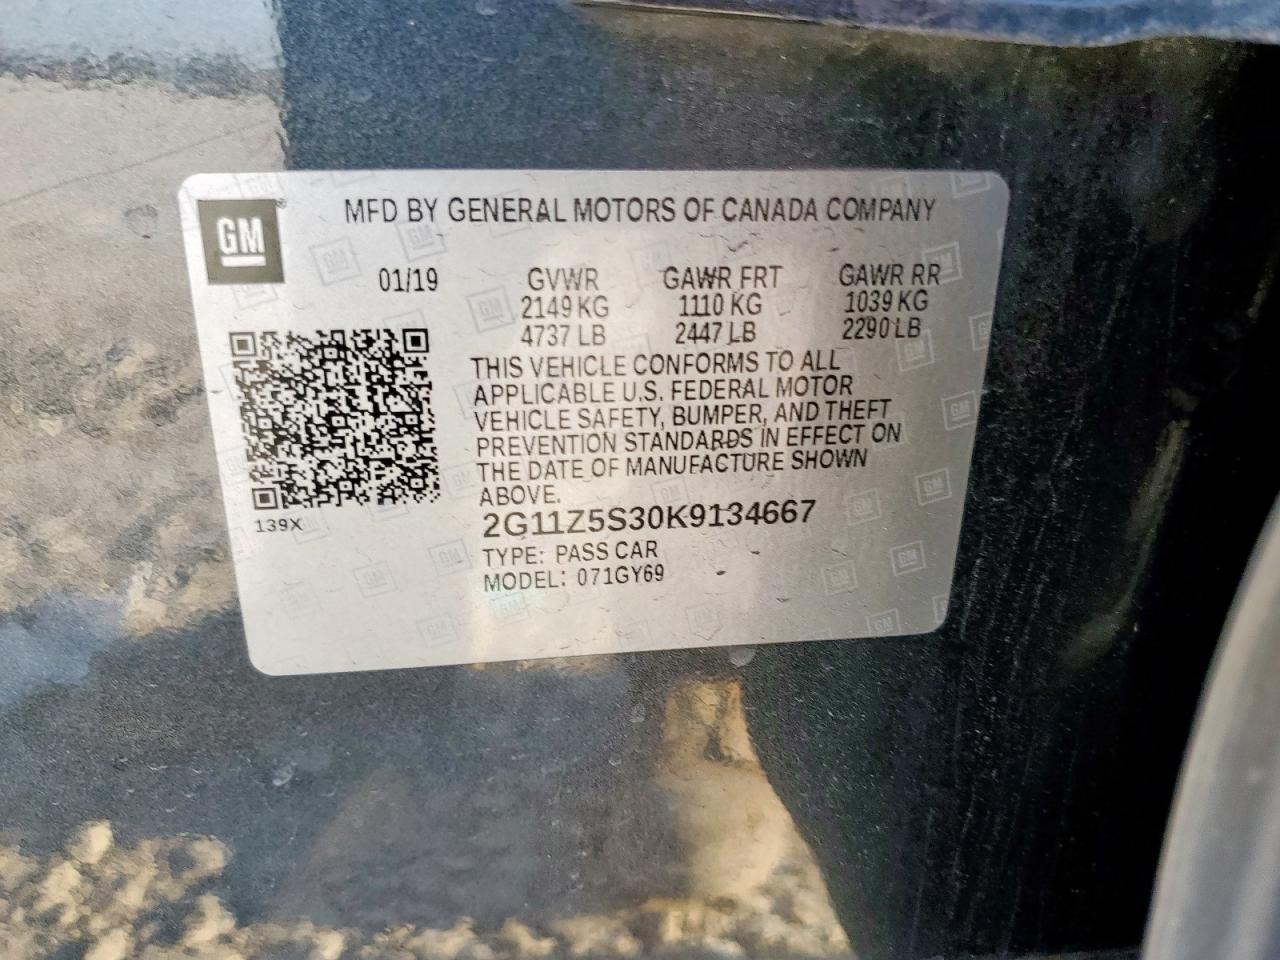 GM
MFD BY GENERAL MOTORS OF CANADA COMPANY
01/19 GVWR GAWR FRT GAWR RR
2149 KG 1110 KG 1039 KG
4737 LB 2447 LB 2290 LB
THIS VEHICLE CONFORMS TO ALL
APPLICABLE U.S. FEDERAL MOTOR
VEHICLE SAFETY, BUMPER, AND THEFT
PREVENTION STANDARDS IN EFFECT ON
THE DATE OF MANUFACTURE SHOWN
ABOVE.
139X
2G11Z5S30K9134667
TYPE: PASS CAR
MODEL: 071GY69